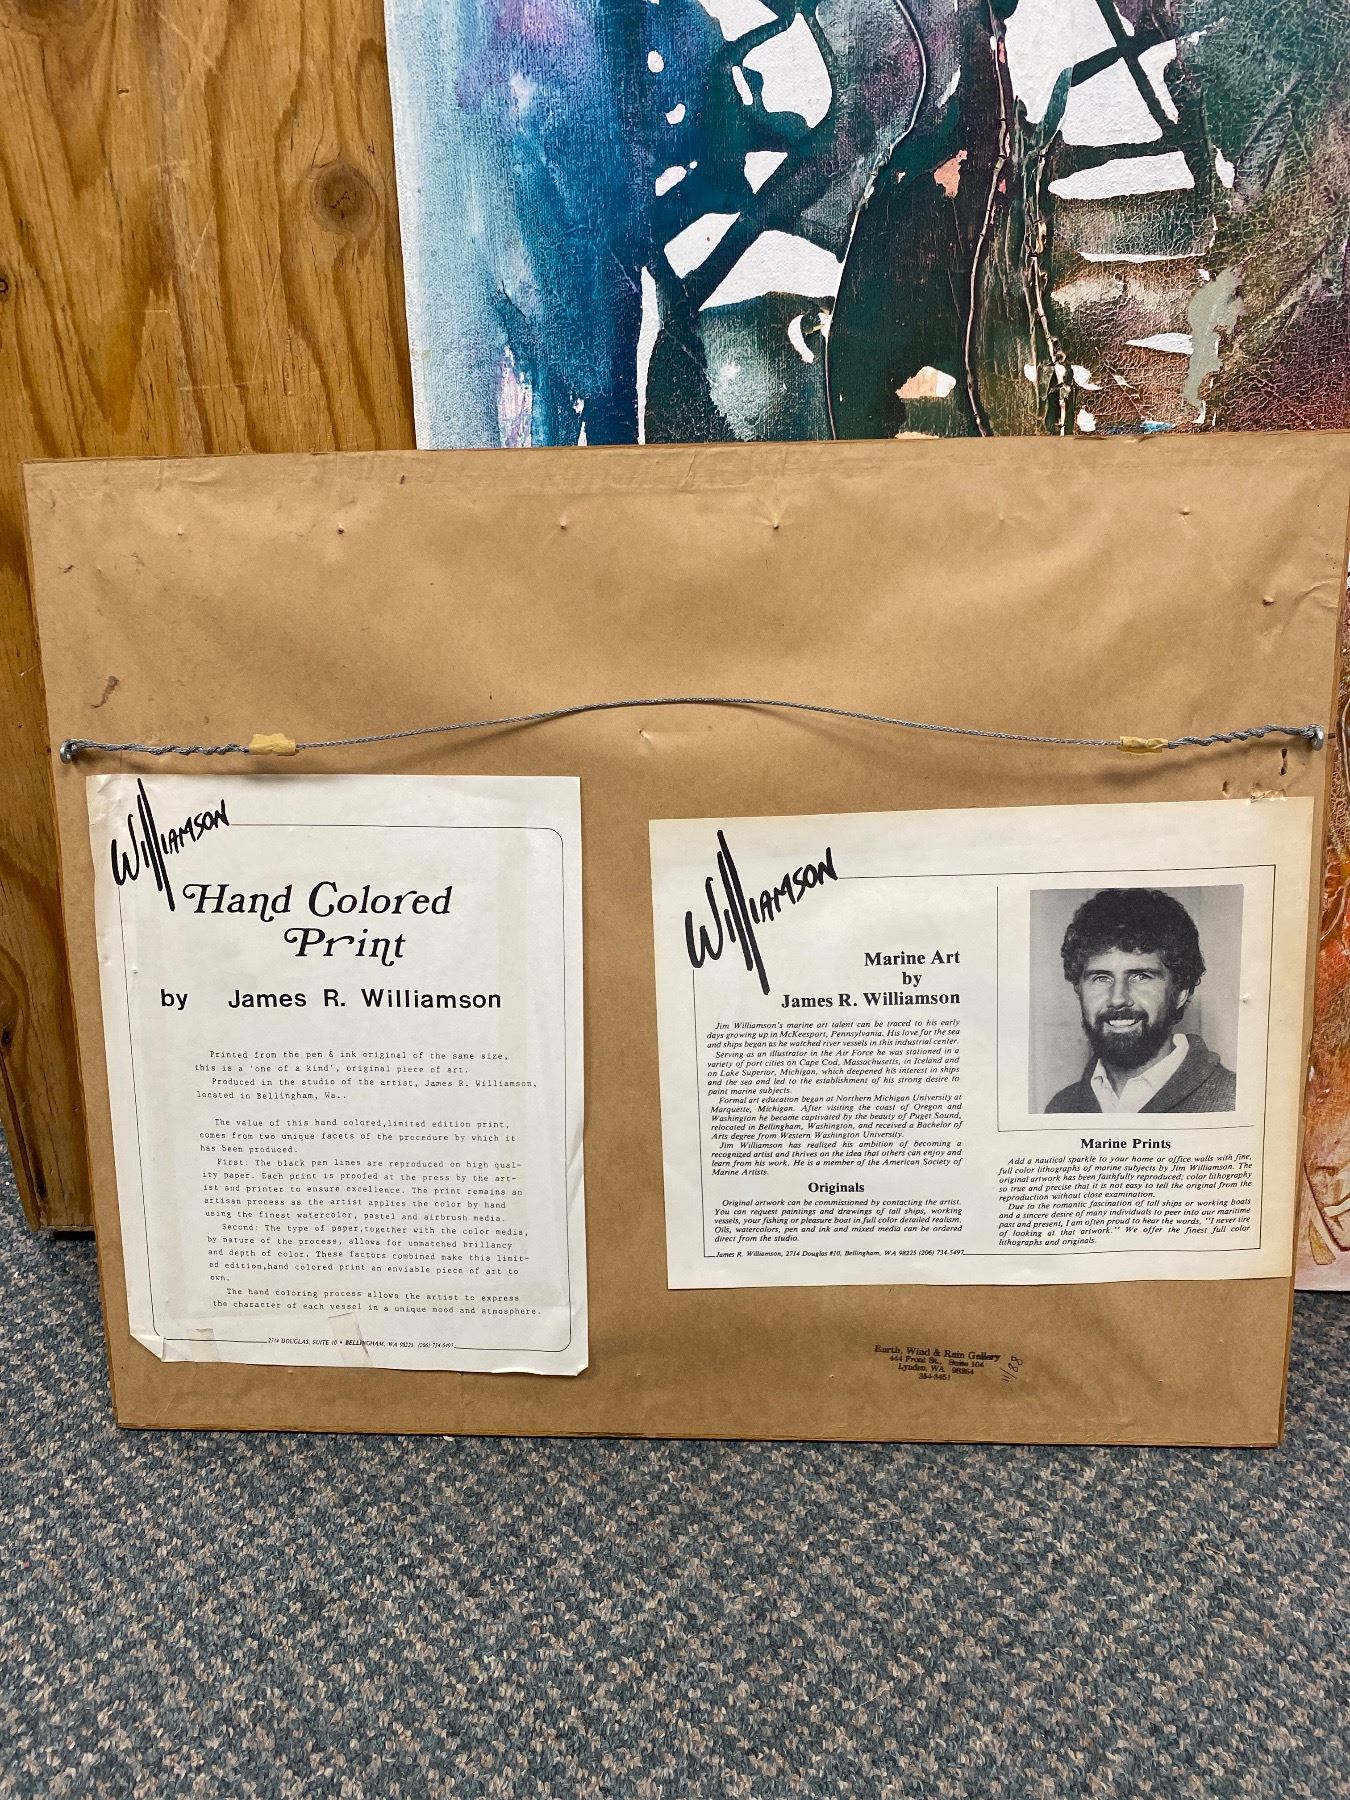 Williamson
Hand Colored
Print
by James R. Williamson
Printed from the pen & ink original of the same size,
this is a 'one of a kind', original piece of art.
Produced in the studio of the artist, James R. Williamson,
located in Bellingham, Wa..
The value of this hand colored,limited edition print,
comes from two unique facets of the procedure by which it
has been produced.
First: The black pen lines are reproduced on high qual-
ity paper. Each print is proofed at the press by the art-
ist and printer to ensure excellence. The print remains an
artisan process as the artist applies the color by hand
using the finest watercolor, pastel and airbrush media.
Second: The type of paper,together with the color media,
by nature of the process, allows for unmatched brillancy
and depth of color. These factors combined make this limit-
ed edition,hand colored print an enviable piece of art to
own.
The hand coloring process allows the artist to express
the character of each vessel in a unique mood and atmosphere.
2714 DOUGLAS, SUITE 10 • BELLINGHAM, WA 98225 (206) 734-5497
Williamson
Marine Art
by
James R. Williamson
Jim Williamson's marine art talent can be traced to his early
days growing up in McKeesport, Pennsylvania. His love for the sea
and ships began as he watched river vessels in this industrial center.
Serving as an illustrator in the Air Force he was stationed in a
variety of port cities on Cape Cod, Massachusetts, in Iceland and
on Lake Superior, Michigan, which deepened his interest in ships
and the sea and led to the establishment of his strong desire to
paint marine subjects.
Formal art education began at Northern Michigan University at
Marquette, Michigan. After visiting the coast of Oregon and
Washington he became captivated by the beauty of Puget Sound,
relocated in Bellingham, Washington, and received a Bachelor of
Arts degree from Western Washington University.
Jim Williamson has realized his ambition of becoming a
recognized artist and thrives on the idea that others can enjoy and
learn from his work. He is a member of the American Society of
Marine Artists.
Originals
Original artwork can be commissioned by contacting the artist.
You can request paintings and drawings of tall ships, working
vessels, your fishing or pleasure boat in full color detailed realism.
Oils, watercolors, pen and ink and mixed media can be ordered
direct from the studio.
James R. Williamson, 2714 Douglas #10, Bellingham, WA 98225 (206) 734-5497
Marine Prints
Add a nautical sparkle to your home or office walls with fine,
full color lithographs of marine subjects by Jim Williamson. The
original artwork has been faithfully reproduced; color lithography
so true and precise that it is not easy to tell the original from the
reproduction without close examination.
Due to the romantic fascination of tall ships or working boats
and a sincere desire of many individuals to peer into our maritime
past and present, I am often proud to hear the words, "I never tire
of looking at that artwork." We offer the finest full color
lithographs and originals.
Earth, Wind & Rain Gallery
444 Front St., Suite 104
Lynden, WA 98264
354-3451
11/88